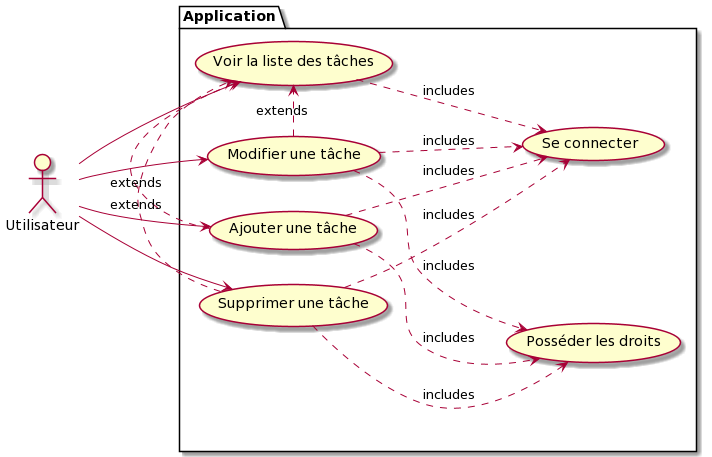 Application
Voir la liste des tâches
includes
extends
Se connecter
includes
Modifier une tâche
includes
extends
extends
includes
Utilisateur
Ajouter une tâche
includes
Supprimer une tâche
includes
Posséder les droits
includes